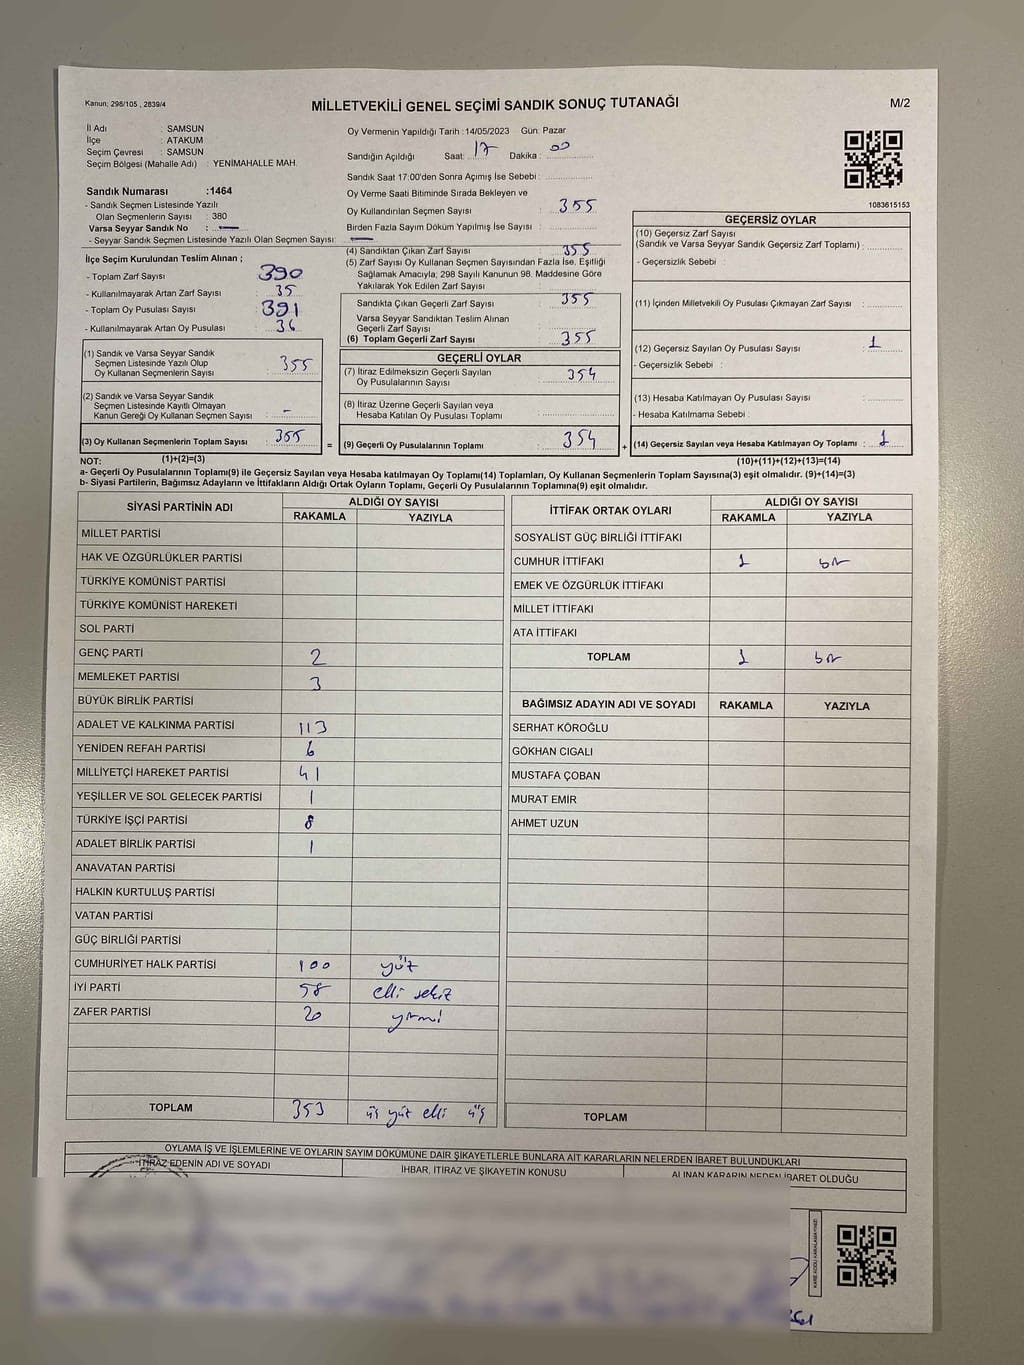 Kanun; 298/105 , 2839/4
MİLLETVEKİLİ GENEL SEÇİMİ SANDIK SONUÇ TUTANAĞI
M/2
İl Adı : SAMSUN
İlçe : ATAKUM
Seçim Çevresi : SAMSUN
Seçim Bölgesi (Mahalle Adı) : YENİMAHALLE MAH.
Sandık Numarası :1464
- Sandık Seçmen Listesinde Yazılı
Olan Seçmenlerin Sayısı : 380
Varsa Seyyar Sandık No : —
- Seyyar Sandık Seçmen Listesinde Yazılı Olan Seçmen Sayısı: —
İlçe Seçim Kurulundan Teslim Alınan ;
- Toplam Zarf Sayısı : 390
- Kullanılmayarak Artan Zarf Sayısı : 35
- Toplam Oy Pusulası Sayısı : 391
- Kullanılmayarak Artan Oy Pusulası : 36
(1) Sandık ve Varsa Seyyar Sandık
Seçmen Listesinde Yazılı Olup
Oy Kullanan Seçmenlerin Sayısı : 355
(2) Sandık ve Varsa Seyyar Sandık
Seçmen Listesinde Kayıtlı Olmayan
Kanun Gereği Oy Kullanan Seçmen Sayısı : -
(3) Oy Kullanan Seçmenlerin Toplam Sayısı : 355
(1)+(2)=(3)
Oy Vermenin Yapıldığı Tarih :14/05/2023 Gün: Pazar
Sandığın Açıldığı Saat: 17 Dakika : 00
Sandık Saat 17:00'den Sonra Açımış İse Sebebi :
Oy Verme Saati Bitiminde Sırada Bekleyen ve
Oy Kullandırılan Seçmen Sayısı : 355
Birden Fazla Sayım Döküm Yapılmış İse Sayısı :
(4) Sandıktan Çıkan Zarf Sayısı : 355
(5) Zarf Sayısı Oy Kullanan Seçmen Sayısından Fazla İse, Eşitliği
Sağlamak Amacıyla; 298 Sayılı Kanunun 98. Maddesine Göre
Yakılarak Yok Edilen Zarf Sayısı :
Sandıkta Çıkan Geçerli Zarf Sayısı : 355
Varsa Seyyar Sandıktan Teslim Alınan
Geçerli Zarf Sayısı :
(6) Toplam Geçerli Zarf Sayısı : 355
GEÇERLİ OYLAR
(7) İtiraz Edilmeksizin Geçerli Sayılan
Oy Pusulalarının Sayısı : 354
(8) İtiraz Üzerine Geçerli Sayılan veya
Hesaba Katılan Oy Pusulası Toplamı :
= (9) Geçerli Oy Pusulalarının Toplamı : 354
1083615153
GEÇERSİZ OYLAR
(10) Geçersiz Zarf Sayısı
(Sandık ve Varsa Seyyar Sandık Geçersiz Zarf Toplamı) :
- Geçersizlik Sebebi :
(11) İçinden Milletvekili Oy Pusulası Çıkmayan Zarf Sayısı :
(12) Geçersiz Sayılan Oy Pusulası Sayısı : 1
- Geçersizlik Sebebi :
(13) Hesaba Katılmayan Oy Pusulası Sayısı :
- Hesaba Katılmama Sebebi :
+ (14) Geçersiz Sayılan veya Hesaba Katılmayan Oy Toplamı : 1
(10)+(11)+(12)+(13)=(14)
NOT:
a- Geçerli Oy Pusulalarının Toplamı(9) ile Geçersiz Sayılan veya Hesaba katılmayan Oy Toplamı(14) Toplamları, Oy Kullanan Seçmenlerin Toplam Sayısına(3) eşit olmalıdır. (9)+(14)=(3)
b- Siyasi Partilerin, Bağımsız Adayların ve İttifakların Aldığı Ortak Oyların Toplamı, Geçerli Oy Pusulalarının Toplamına(9) eşit olmalıdır.
SİYASİ PARTİNİN ADI
ALDIĞI OY SAYISI
RAKAMLA YAZIYLA
MİLLET PARTİSİ
HAK VE ÖZGÜRLÜKLER PARTİSİ
TÜRKİYE KOMÜNİST PARTİSİ
TÜRKİYE KOMÜNİST HAREKETİ
SOL PARTİ
GENÇ PARTİ 2
MEMLEKET PARTİSİ 3
BÜYÜK BİRLİK PARTİSİ
ADALET VE KALKINMA PARTİSİ 113
YENİDEN REFAH PARTİSİ 6
MİLLİYETÇİ HAREKET PARTİSİ 41
YEŞİLLER VE SOL GELECEK PARTİSİ 1
TÜRKİYE İŞÇİ PARTİSİ 8
ADALET BİRLİK PARTİSİ 1
ANAVATAN PARTİSİ
HALKIN KURTULUŞ PARTİSİ
VATAN PARTİSİ
GÜÇ BİRLİĞİ PARTİSİ
CUMHURİYET HALK PARTİSİ 100 yüz
İYİ PARTİ 58 elli sekiz
ZAFER PARTİSİ 20 yirmi
TOPLAM 353 üç yüz elli üç
İTTİFAK ORTAK OYLARI
ALDIĞI OY SAYISI
RAKAMLA YAZIYLA
SOSYALİST GÜÇ BİRLİĞİ İTTİFAKI
CUMHUR İTTİFAKI 1 bir
EMEK VE ÖZGÜRLÜK İTTİFAKI
MİLLET İTTİFAKI
ATA İTTİFAKI
TOPLAM 1 bir
BAĞIMSIZ ADAYIN ADI VE SOYADI RAKAMLA YAZIYLA
SERHAT KÖROĞLU
GÖKHAN CIGALI
MUSTAFA ÇOBAN
MURAT EMİR
AHMET UZUN
TOPLAM
OYLAMA İŞ VE İŞLEMLERİNE VE OYLARIN SAYIM DÖKÜMÜNE DAİR ŞİKAYETLERLE BUNLARA AİT KARARLARIN NELERDEN İBARET BULUNDUKLARI
İTİRAZ EDENİN ADI VE SOYADI
İHBAR, İTİRAZ VE ŞİKAYETİN KONUSU
ALINAN KARARIN NEDEN İBARET OLDUĞU
KARE KODU KARALAMAYINIZ!